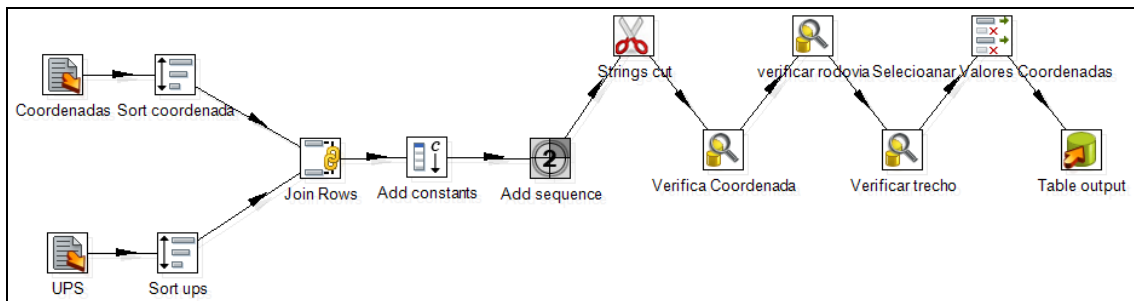 Coordenadas
Sort coordenada
UPS
Sort ups
Join Rows
C
Add constants
2
Add sequence
Strings cut
Verifica Coordenada
verificar rodovia
Verificar trecho
Selecioanar Valores Coordenadas
Table output